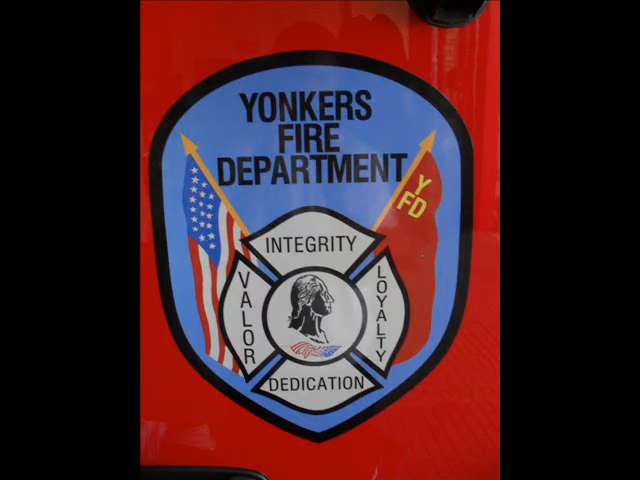 YONKERS
FIRE
DEPARTMENT
Y
FD
INTEGRITY
VALOR
LOYALTY
DEDICATION